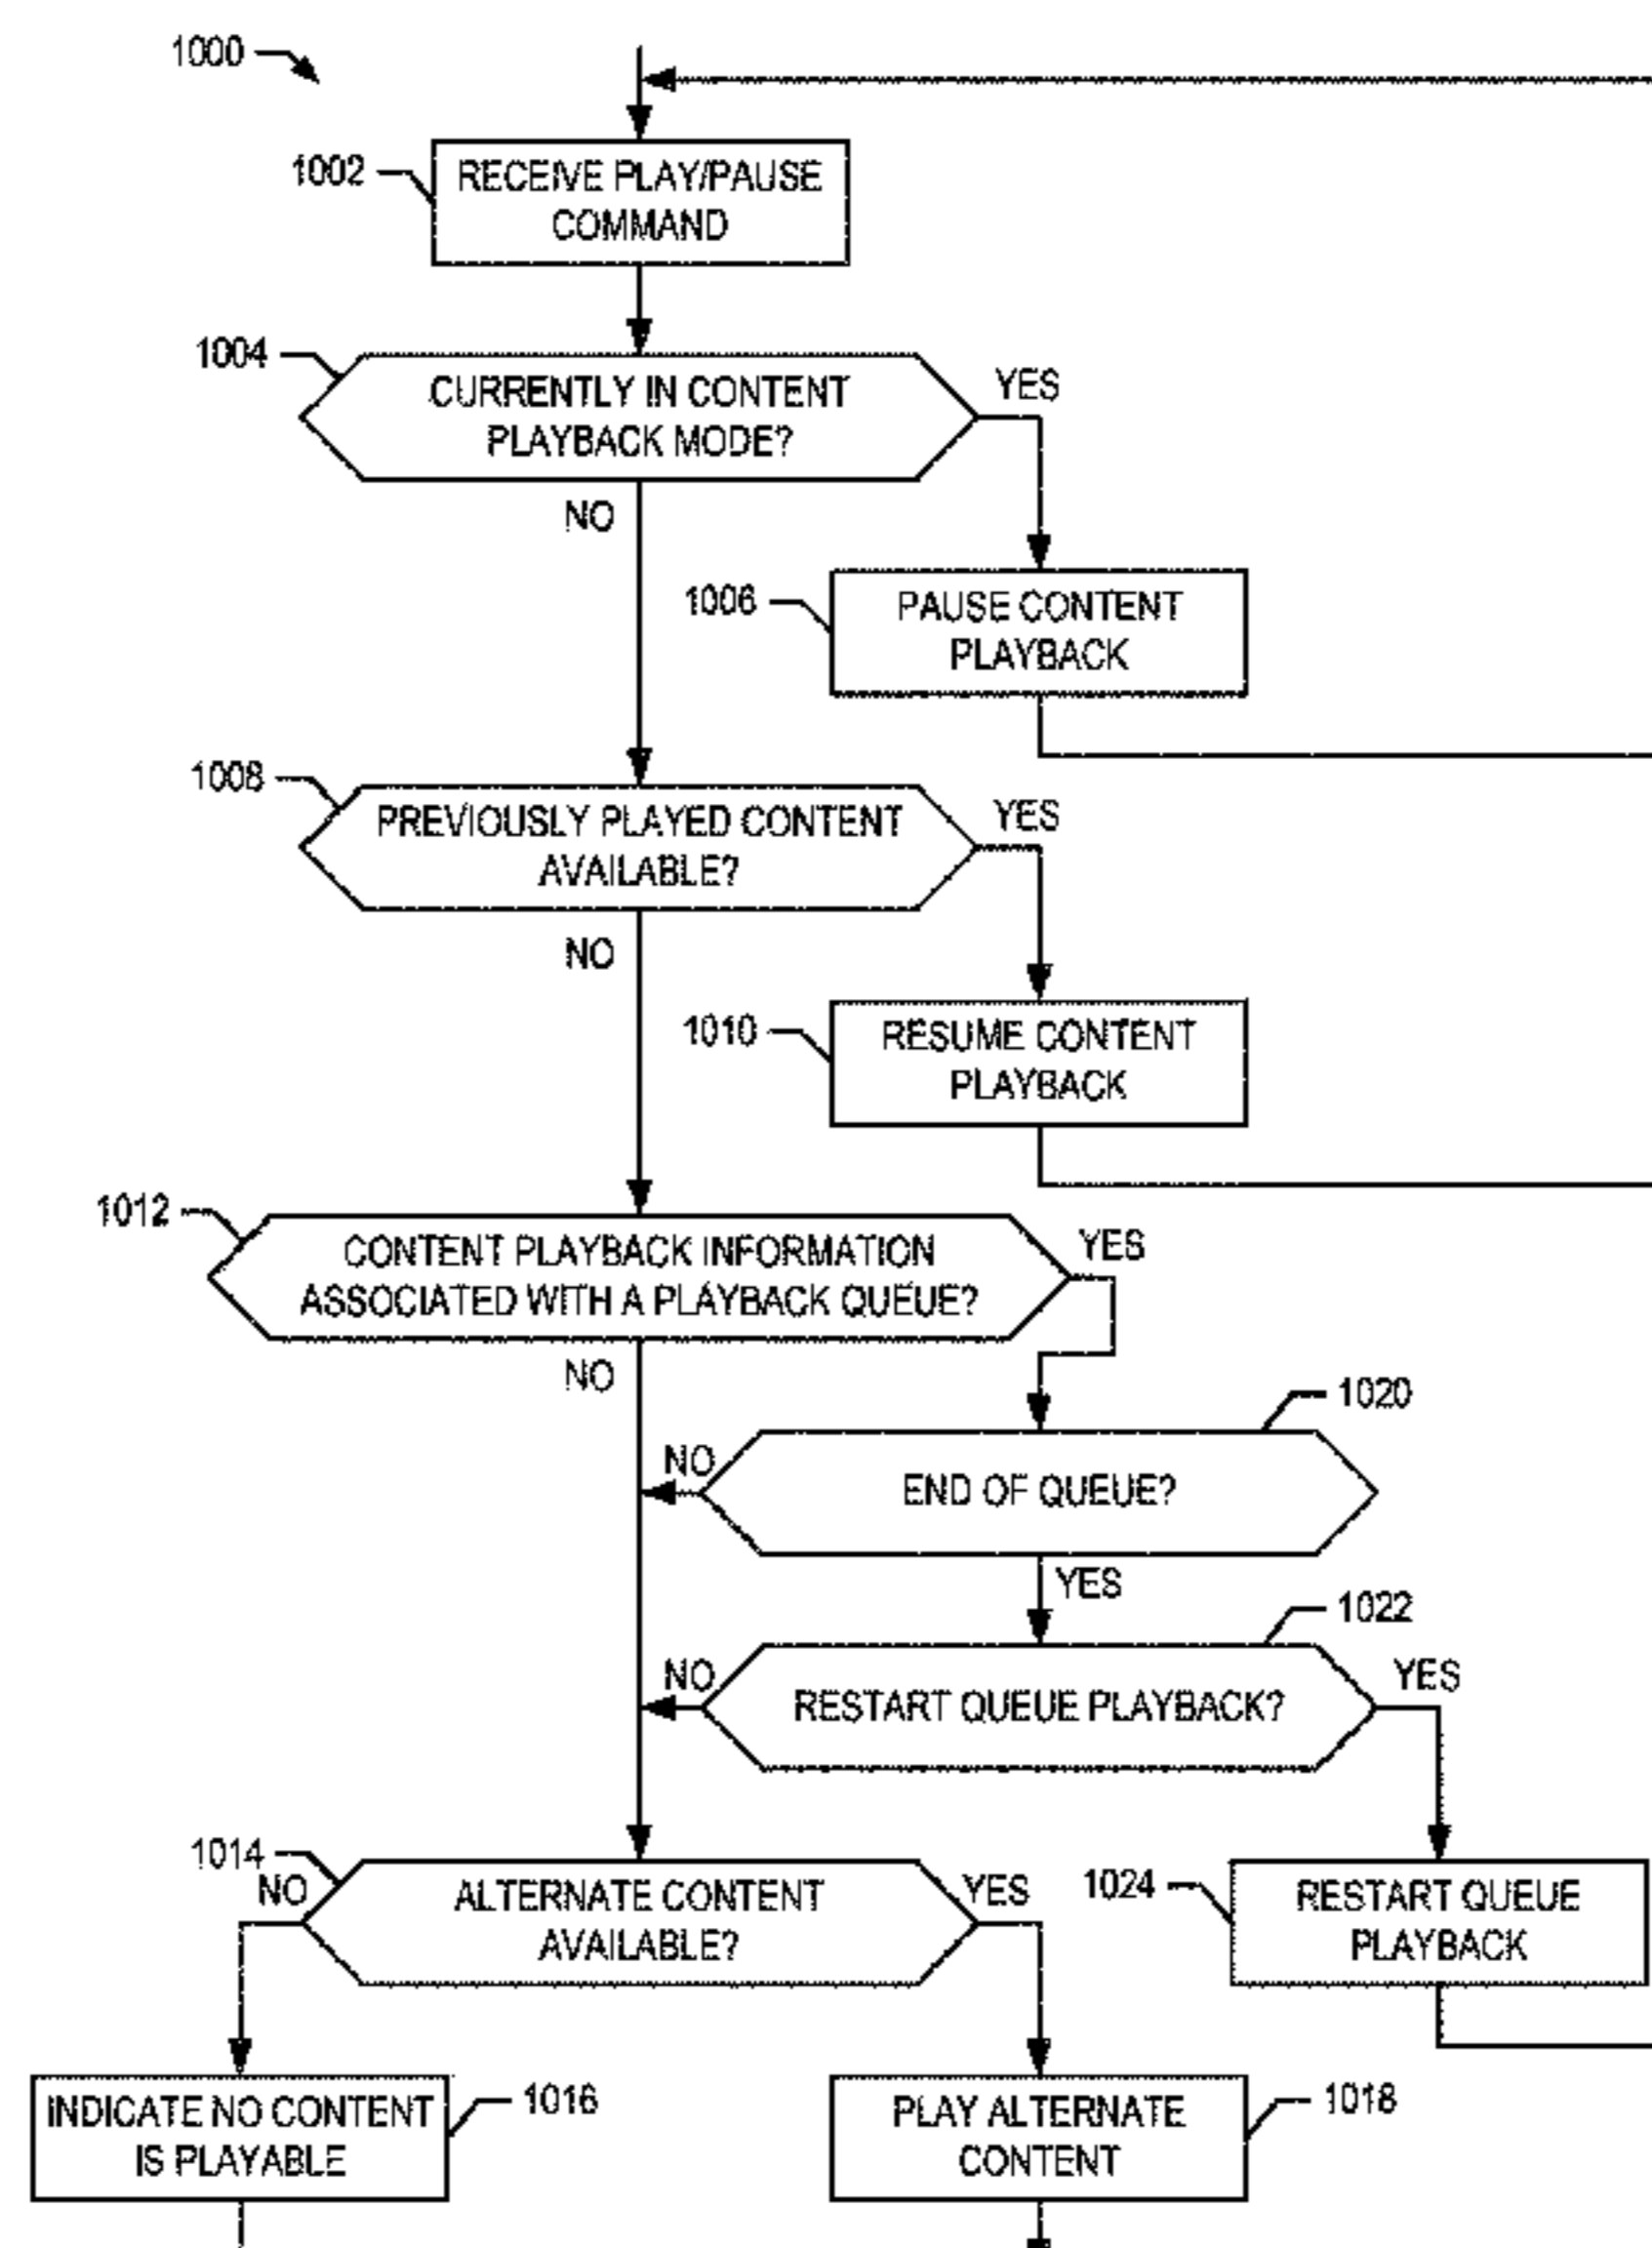 1000
1002
RECEIVE PLAY/PAUSE
COMMAND
1004
CURRENTLY IN CONTENT
PLAYBACK MODE?
YES
NO
1006
PAUSE CONTENT
PLAYBACK
1008
PREVIOUSLY PLAYED CONTENT
AVAILABLE?
YES
NO
1010
RESUME CONTENT
PLAYBACK
1012
CONTENT PLAYBACK INFORMATION
ASSOCIATED WITH A PLAYBACK QUEUE?
YES
NO
1020
NO
END OF QUEUE?
YES
1022
NO
RESTART QUEUE PLAYBACK?
YES
1014
NO
ALTERNATE CONTENT
AVAILABLE?
YES
1024
RESTART QUEUE
PLAYBACK
INDICATE NO CONTENT
IS PLAYABLE
1016
PLAY ALTERNATE
CONTENT
1018